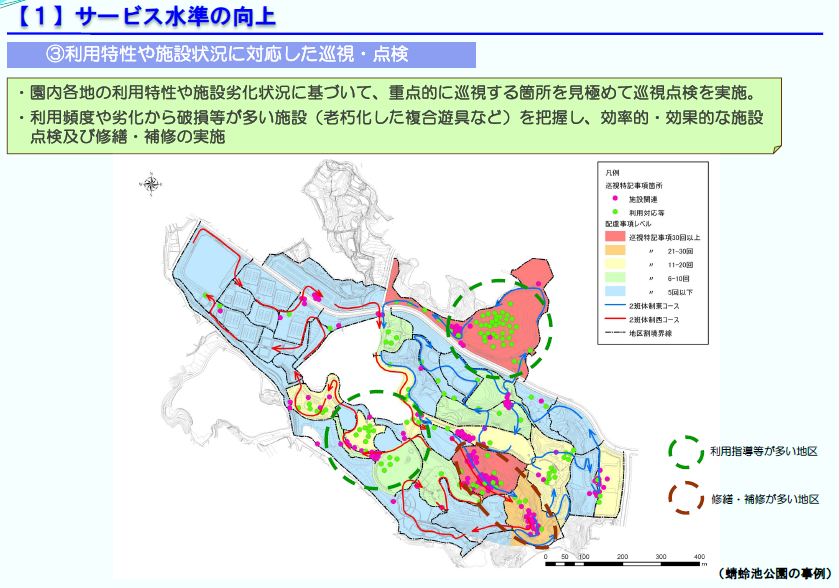 【１】サービス水準の向上
③利用特性や施設状況に対応した巡視・点検
・園内各地の利用特性や施設劣化状況に基づいて、重点的に巡視する箇所を見極めて巡視点検を実施。
・利用頻度や劣化から破損等が多い施設（老朽化した複合遊具など）を把握し、効率的・効果的な施設
点検及び修繕・補修の実施
凡例
巡視特記事項箇所
施設関連
利用対応等
配慮事項レベル
巡視特記事項30回以上
〃 21-30回
〃 11-20回
〃 6-10回
〃 5回以下
2班体制東コース
2班体制西コース
地区割境界線
利用指導等が多い地区
修繕・補修が多い地区
0 50 100 200 300 400
m
（蜻蛉池公園の事例）